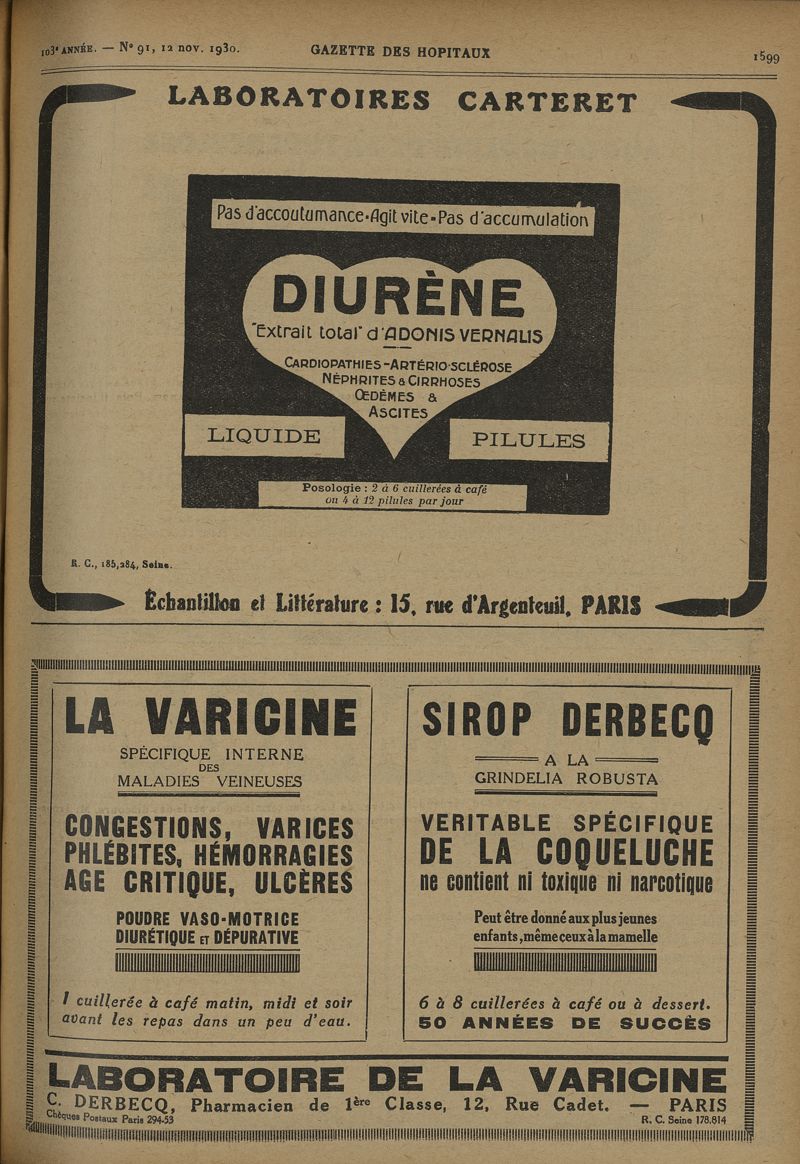 103e ANNÉE. — No 91, 12 NOV. 1930.
GAZETTE DES HOPITAUX
1599
LABORATOIRES CARTERET
Pas d'accoutumance-Agit vite-Pas d'accumulation
DIURÈNE
"Extrait total" d'ADONIS VERNALIS
CARDIOPATHIES-ARTÉRIO-SCLÉROSE
NÉPHRITES & CIRRHOSES
ŒDÈMES &
ASCITES
LIQUIDE
PILULES
Posologie : 2 à 6 cuillerées à café
ou 4 à 12 pilules par jour
R. C., 185,284, Seine.
Échantillon et Littérature : 15, rue d'Argenteuil, PARIS
LA VARICINE
SPÉCIFIQUE INTERNE
DES
MALADIES VEINEUSES
CONGESTIONS, VARICES
PHLÉBITES, HÉMORRAGIES
AGE CRITIQUE, ULCÈRES
POUDRE VASO-MOTRICE
DIURÉTIQUE ET DÉPURATIVE
1 cuillerée à café matin, midi et soir
avant les repas dans un peu d'eau.
SIROP DERBECQ
A LA
GRINDELIA ROBUSTA
VERITABLE SPÉCIFIQUE
DE LA COQUELUCHE
ne contient ni toxique ni narcotique
Peut être donné aux plus jeunes
enfants, même ceux à la mamelle
6 à 8 cuillerées à café ou à dessert.
50 ANNÉES DE SUCCÈS
LABORATOIRE DE LA VARICINE
C. DERBECQ, Pharmacien de 1ère Classe, 12, Rue Cadet. — PARIS
Chèques Postaux Paris 294-53
R. C. Seine 178.814